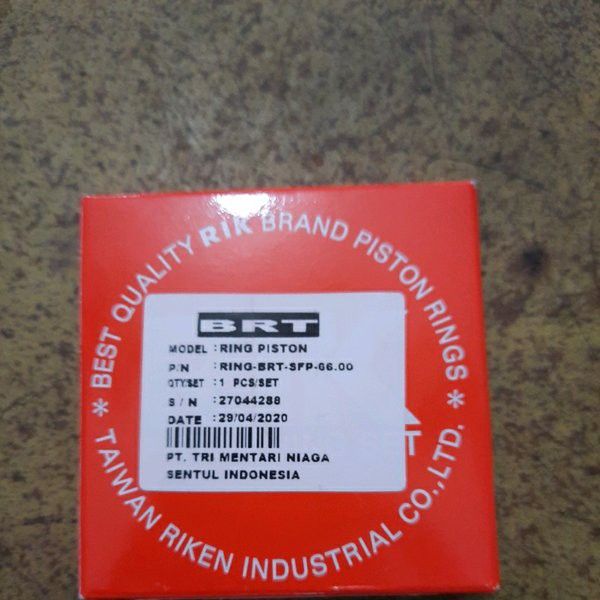 * BEST QUALITY RiK BRAND PISTON RINGS *
BRT
MODEL : RING PISTON
P/N : RING-BRT-SFP-66.00
QTY/SET : 1 PCS/SET
S / N : 27044288
DATE : 29/04/2020
PT. TRI MENTARI NIAGA
SENTUL INDONESIA
TAIWAN RIKEN INDUSTRIAL CO.,LTD.